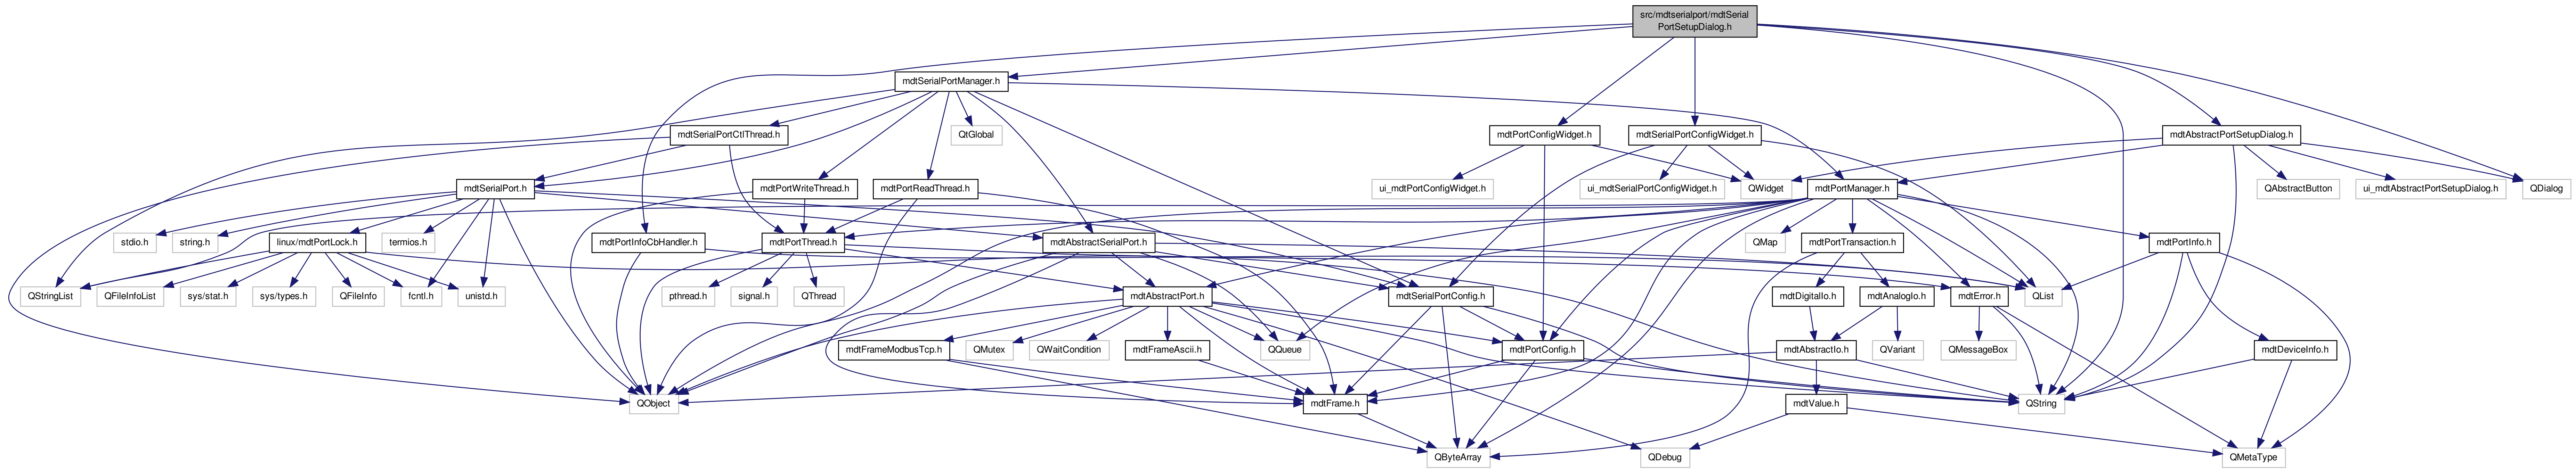 src/mdtserialport/mdtSerial
PortSetupDialog.h
mdtSerialPortManager.h
mdtSerialPortCtlThread.h
QtGlobal
mdtPortConfigWidget.h
mdtSerialPortConfigWidget.h
mdtAbstractPortSetupDialog.h
mdtSerialPort.h
mdtPortWriteThread.h
mdtPortReadThread.h
ui_mdtPortConfigWidget.h
ui_mdtSerialPortConfigWidget.h
QWidget
mdtPortManager.h
QAbstractButton
ui_mdtAbstractPortSetupDialog.h
QDialog
stdio.h
string.h
linux/mdtPortLock.h
termios.h
mdtPortInfoCbHandler.h
mdtPortThread.h
mdtAbstractSerialPort.h
QMap
mdtPortTransaction.h
mdtPortInfo.h
QStringList
QFileInfoList
sys/stat.h
sys/types.h
QFileInfo
fcntl.h
unistd.h
pthread.h
signal.h
QThread
mdtAbstractPort.h
mdtSerialPortConfig.h
mdtDigitalIo.h
mdtAnalogIo.h
mdtError.h
QList
mdtFrameModbusTcp.h
QMutex
QWaitCondition
mdtFrameAscii.h
QQueue
mdtPortConfig.h
mdtAbstractIo.h
QVariant
QMessageBox
mdtDeviceInfo.h
QObject
mdtFrame.h
mdtValue.h
QString
QByteArray
QDebug
QMetaType